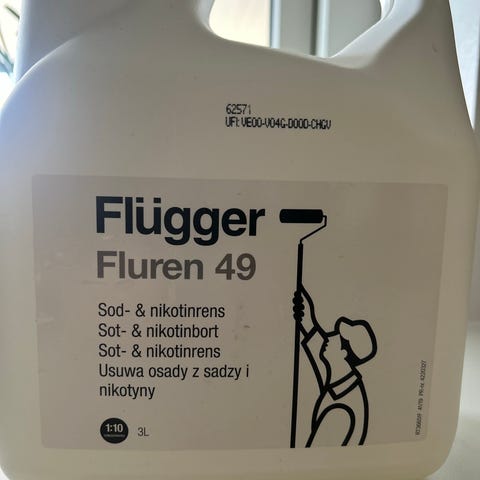 62571
UFI: VE00-V04G-D00D-CHGV
Flügger
Fluren 49
Sod- & nikotinrens
Sot- & nikotinbort
Sot- & nikotinrens
Usuwa osady z sadzy i
nikotyny
1:10
3L